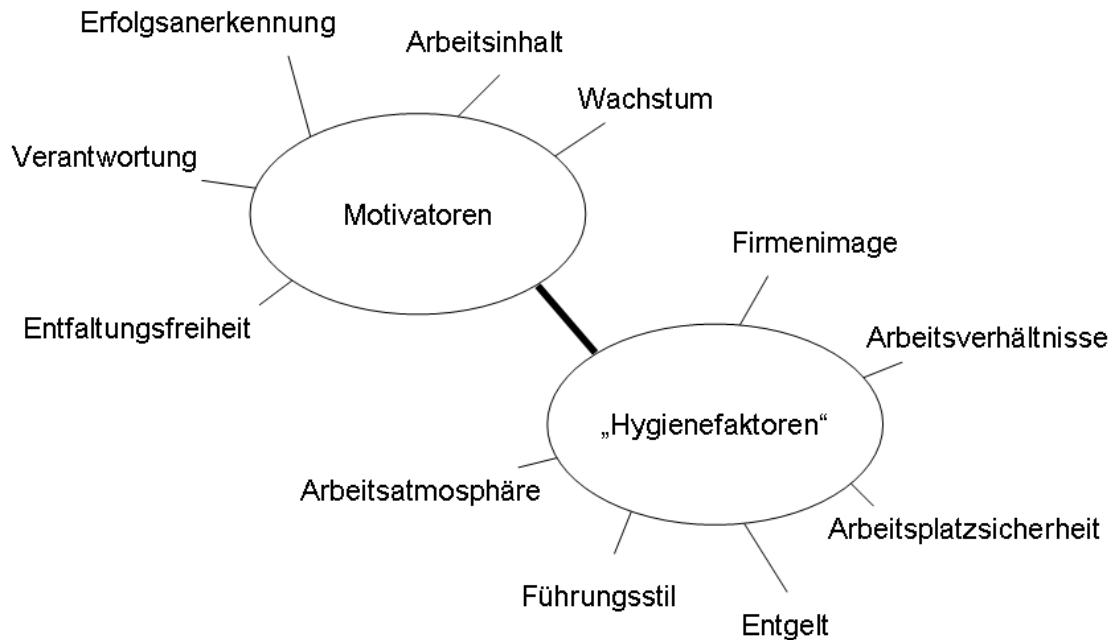 Erfolgsanerkennung
Arbeitsinhalt
Wachstum
Verantwortung
Motivatoren
Entfaltungsfreiheit
Firmenimage
Arbeitsverhältnisse
„Hygienefaktoren“
Arbeitsatmosphäre
Arbeitsplatzsicherheit
Führungsstil
Entgelt